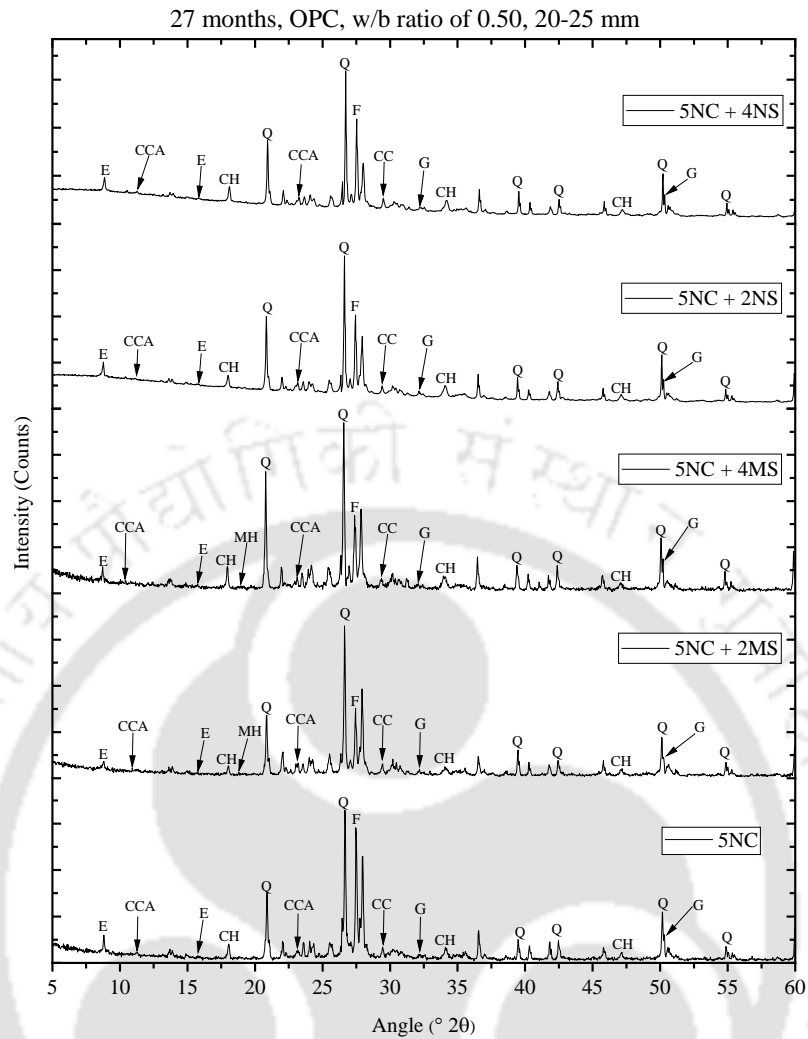 27 months, OPC, w/b ratio of 0.50, 20-25 mm
Q
5NC + 4NS
F
Q
CCA
E
E
CH
CCA
CC
G
CH
Q
Q
CH
Q
G
Q
Q
5NC + 2NS
Q
F
CCA
E
E
CH
CCA
CC
G
CH
Q
Q
CH
Q
G
Q
Q
5NC + 4MS
Q
F
CCA
E
E
CH
MH
CCA
CC
G
CH
Q
Q
CH
Q
G
Q
Q
5NC + 2MS
Q
F
CCA
E
E
CH
MH
CCA
CC
G
CH
Q
Q
CH
Q
G
Q
Q
5NC
F
Q
CCA
E
E
CH
CCA
CC
G
CH
Q
Q
CH
Q
G
Q
Intensity (Counts)
5 10 15 20 25 30 35 40 45 50 55 60
Angle (° 2θ)